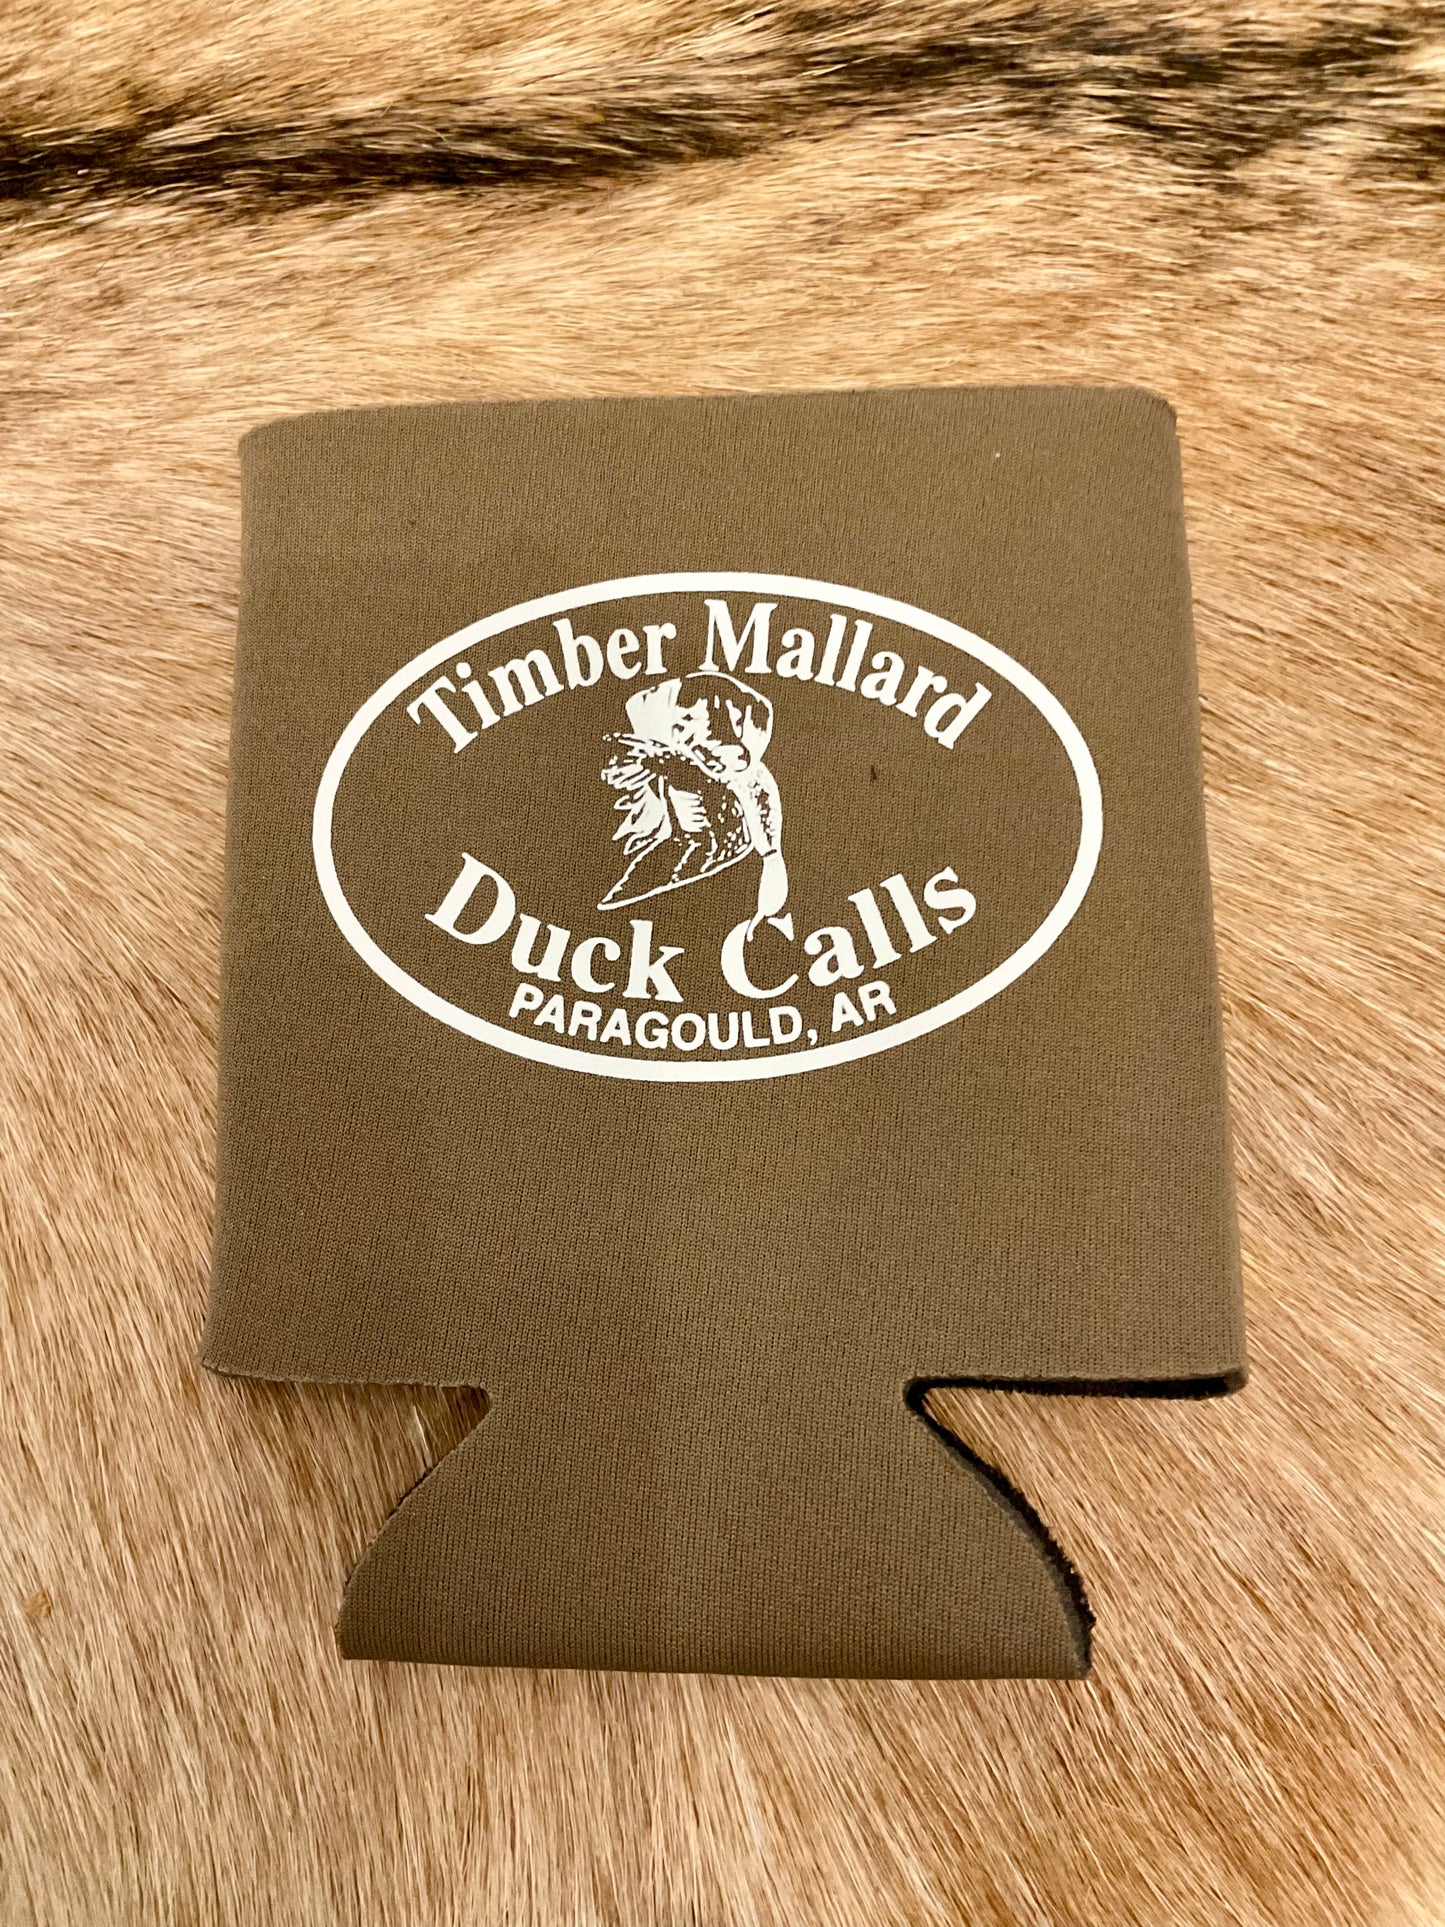 Timber Mallard
Duck Calls
PARAGOULD, AR